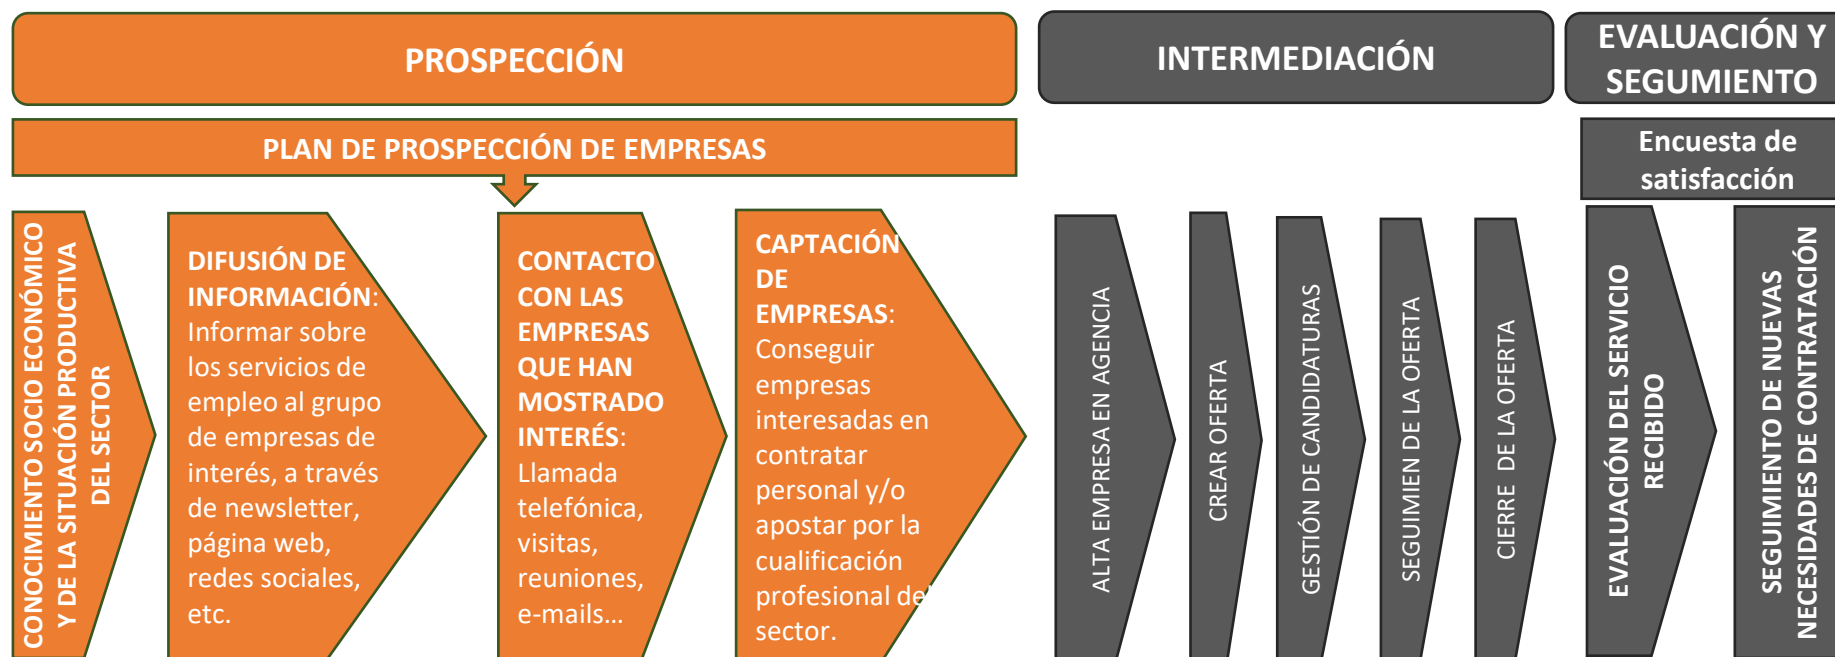 PROSPECCIÓN
INTERMEDIACIÓN
EVALUACIÓN Y
SEGUMIENTO
PLAN DE PROSPECCIÓN DE EMPRESAS
Encuesta de
satisfacción
CONOCIMIENTO SOCIO ECONÓMICO
Y DE LA SITUACIÓN PRODUCTIVA
DEL SECTOR
DIFUSIÓN DE
INFORMACIÓN:
Informar sobre
los servicios de
empleo al grupo
de empresas de
interés, a través
de newsletter,
página web,
redes sociales,
etc.
CONTACTO
CON LAS
EMPRESAS
QUE HAN
MOSTRADO
INTERÉS:
Llamada
telefónica,
visitas,
reuniones,
e-mails...
CAPTACIÓN
DE
EMPRESAS:
Conseguir
empresas
interesadas en
contratar
personal y/o
apostar por la
cualificación
profesional del
sector.
ALTA EMPRESA EN AGENCIA
CREAR OFERTA
GESTIÓN DE CANDIDATURAS
SEGUIMIEN DE LA OFERTA
CIERRE DE LA OFERTA
EVALUACIÓN DEL SERVICIO
RECIBIDO
SEGUIMIENTO DE NUEVAS
NECESIDADES DE CONTRATACIÓN